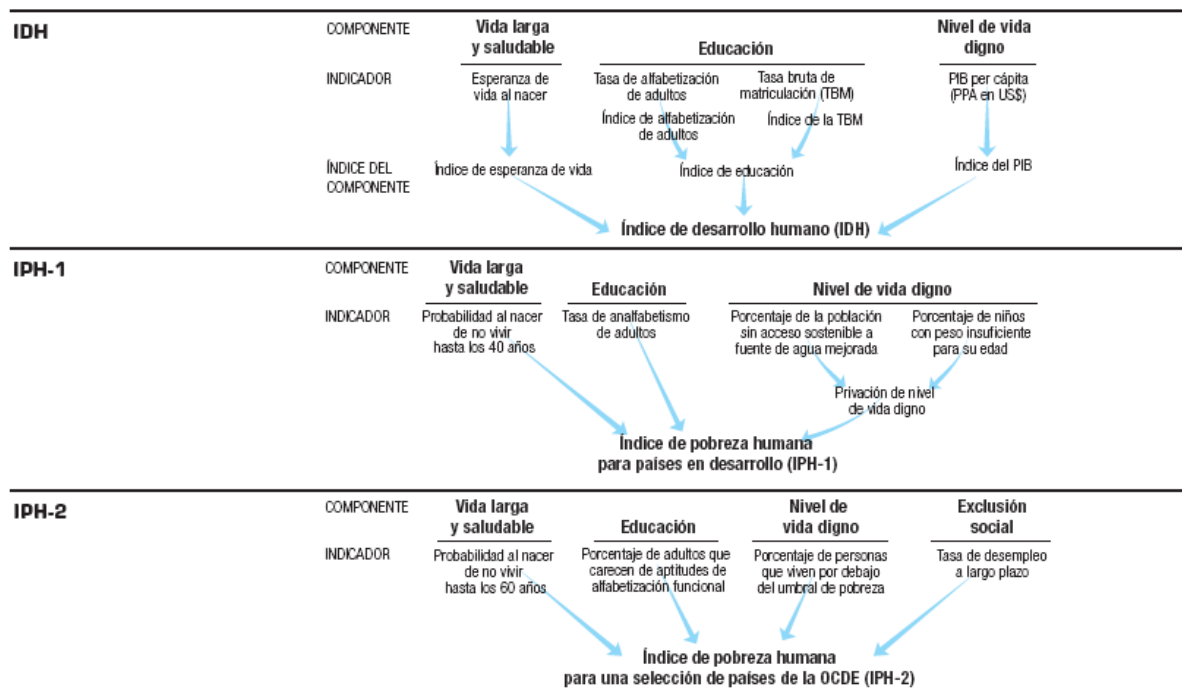 IDH
COMPONENTE
Vida larga
y saludable
Educación
Nivel de vida
digno
INDICADOR
Esperanza de
vida al nacer
Tasa de alfabetización
de adultos
Tasa bruta de
matriculación (TBM)
PIB per cápita
(PPA en US$)
Índice de alfabetización
de adultos
Índice de la TBM
ÍNDICE DEL
COMPONENTE
Índice de esperanza de vida
Índice de educación
Índice del PIB
Índice de desarrollo humano (IDH)
IPH-1
COMPONENTE
Vida larga
y saludable
Educación
Nivel de vida digno
INDICADOR
Probabilidad al nacer
de no vivir
hasta los 40 años
Tasa de analfabetismo
de adultos
Porcentaje de la población
sin acceso sostenible a
fuente de agua mejorada
Porcentaje de niños
con peso insuficiente
para su edad
Privación de nivel
de vida digno
Índice de pobreza humana
para países en desarrollo (IPH-1)
IPH-2
COMPONENTE
Vida larga
y saludable
Educación
Nivel de
vida digno
Exclusión
social
INDICADOR
Probabilidad al nacer
de no vivir
hasta los 60 años
Porcentaje de adultos que
carecen de aptitudes de
alfabetización funcional
Porcentaje de personas
que viven por debajo
del umbral de pobreza
Tasa de desempleo
a largo plazo
Índice de pobreza humana
para una selección de países de la OCDE (IPH-2)